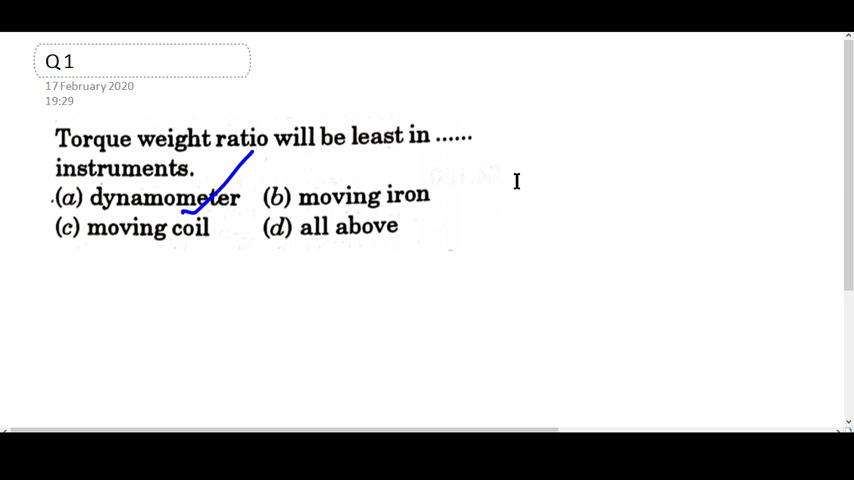 Q 1
17 February 2020
19:29
Torque weight ratio will be least in ......
instruments.
(a) dynamometer (b) moving iron
(c) moving coil (d) all above